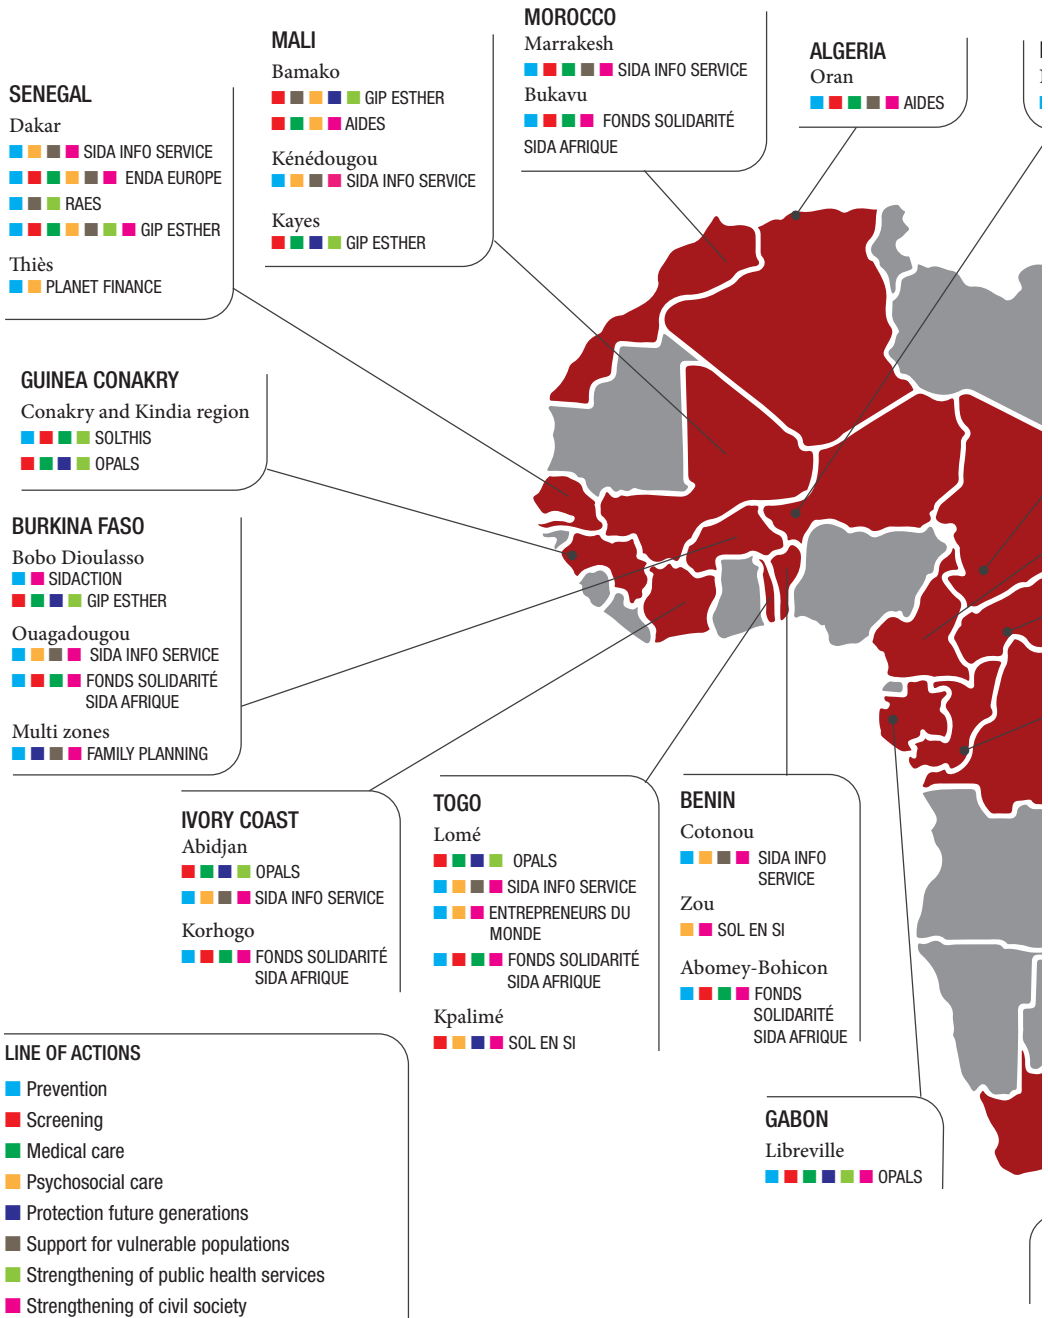 MOROCCO
Marrakesh
SIDA INFO SERVICE
Bukavu
FONDS SOLIDARITÉ
SIDA AFRIQUE
ALGERIA
Oran
AIDES
MALI
Bamako
GIP ESTHER
AIDES
Kénédougou
SIDA INFO SERVICE
Kayes
GIP ESTHER
SENEGAL
Dakar
SIDA INFO SERVICE
ENDA EUROPE
RAES
GIP ESTHER
Thiès
PLANET FINANCE
GUINEA CONAKRY
Conakry and Kindia region
SOLTHIS
OPALS
BURKINA FASO
Bobo Dioulasso
SIDACTION
GIP ESTHER
Ouagadougou
SIDA INFO SERVICE
FONDS SOLIDARITÉ
SIDA AFRIQUE
Multi zones
FAMILY PLANNING
IVORY COAST
Abidjan
OPALS
SIDA INFO SERVICE
Korhogo
FONDS SOLIDARITÉ
SIDA AFRIQUE
TOGO
Lomé
OPALS
SIDA INFO SERVICE
ENTREPRENEURS DU
MONDE
FONDS SOLIDARITÉ
SIDA AFRIQUE
Kpalimé
SOL EN SI
BENIN
Cotonou
SIDA INFO
SERVICE
Zou
SOL EN SI
Abomey-Bohicon
FONDS
SOLIDARITÉ
SIDA AFRIQUE
GABON
Libreville
OPALS
LINE OF ACTIONS
Prevention
Screening
Medical care
Psychosocial care
Protection future generations
Support for vulnerable populations
Strengthening of public health services
Strengthening of civil society